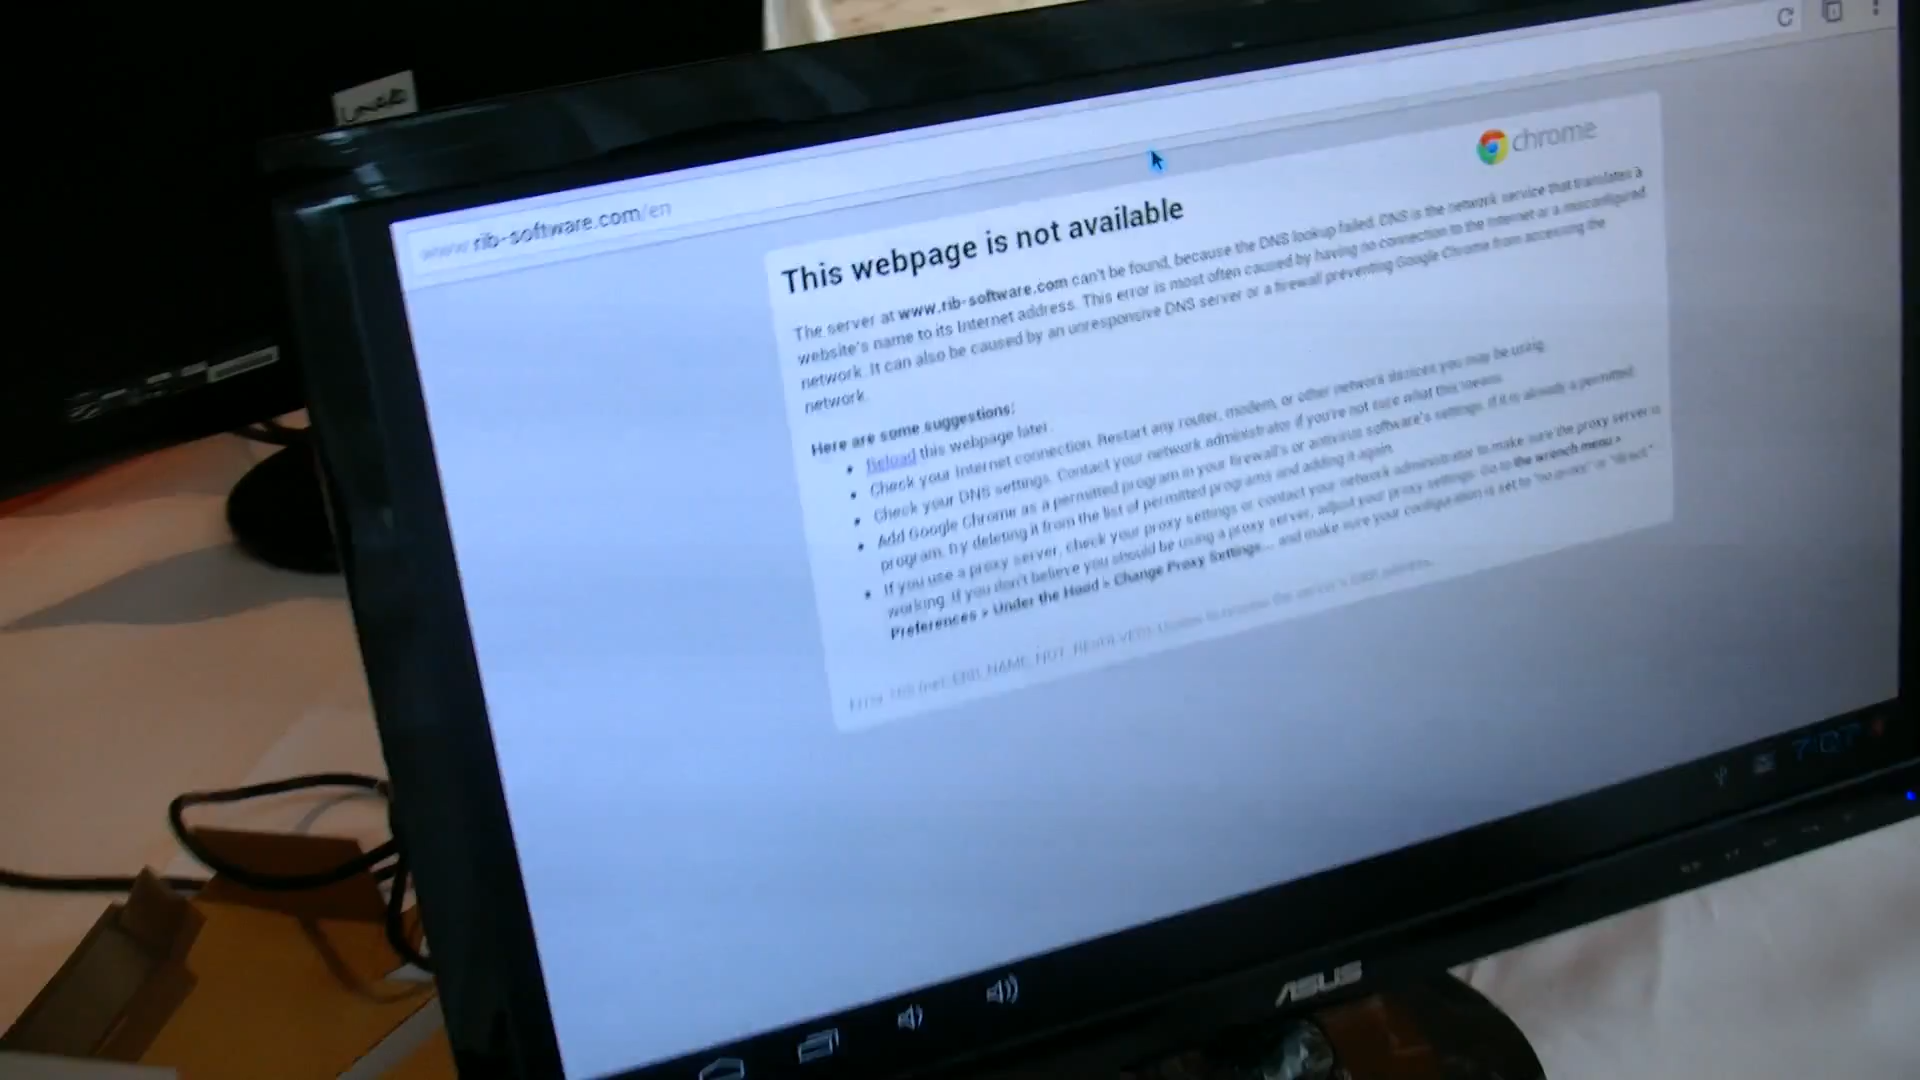 www.rib-software.com/en
chrome
This webpage is not available
The server at www.rib-software.com can't be found, because the DNS lookup failed. DNS is the network service that translates a
website's name to its Internet address. This error is most often caused by having no connection to the Internet or a misconfigured
network. It can also be caused by an unresponsive DNS server or a firewall preventing Google Chrome from accessing the
network.
Here are some suggestions:
Reload this webpage later.
Check your Internet connection. Restart any router, modem, or other network devices you may be using.
Check your DNS settings. Contact your network administrator if you're not sure what this means.
Add Google Chrome as a permitted program in your firewall's or antivirus software's settings. If it is already a permitted
program, try deleting it from the list of permitted programs and adding it again.
If you use a proxy server, check your proxy settings or contact your network administrator to make sure the proxy server is
working. If you don't believe you should be using a proxy server, adjust your proxy settings: Go to the wrench menu >
Preferences > Under the Hood > Change Proxy Settings... and make sure your configuration is set to "no proxy" or "direct".
7:07
ASUS